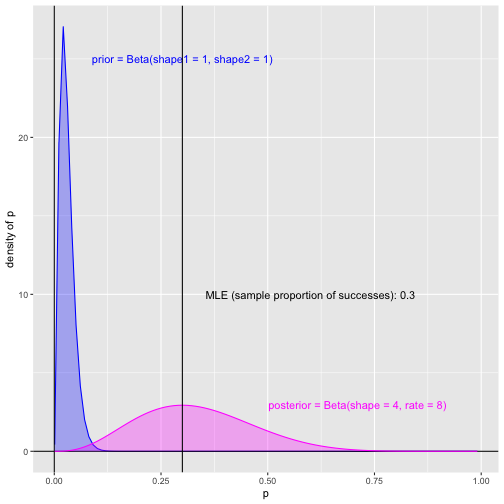 prior = Beta(shape1 = 1, shape2 = 1)
20
density of p
MLE (sample proportion of successes): 0.3
10
posterior = Beta(shape = 4, rate = 8)
0
0.00 0.25 0.50 0.75 1.00
p